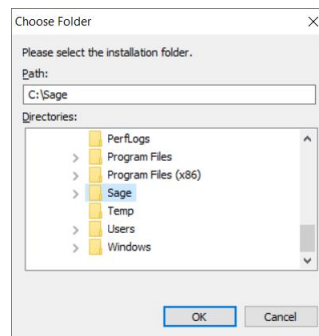 Choose Folder
Please select the installation folder.
Path:
C:\Sage
Directories:
PerfLogs
Program Files
Program Files (x86)
Sage
Temp
Users
Windows
OK Cancel